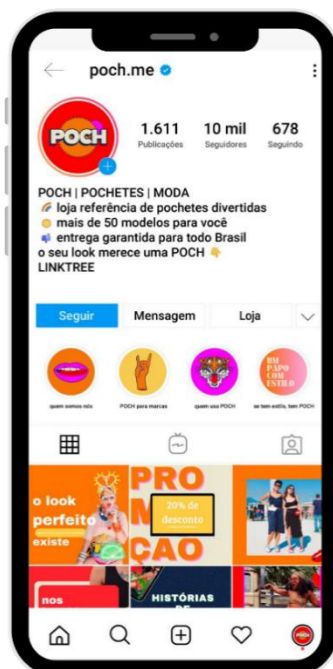 poch.me
POCH
1.611 10 mil 678
Publicações Seguidores Seguindo
POCH | POCHETES | MODA
loja referência de pochetes divertidas
mais de 50 modelos para você
entrega garantida para todo Brasil
o seu look merece uma POCH
LINKTREE
Seguir Mensagem Loja
BM
PAPO
COM
ESTILO
quem somos nós POCH para marcas quem usa POCH se tem estilo, tem POCH
o look
perfeito
existe
PRO
MO
ÇAO
20% de
desconto
nos
HISTÓRIAS
DE
POCH